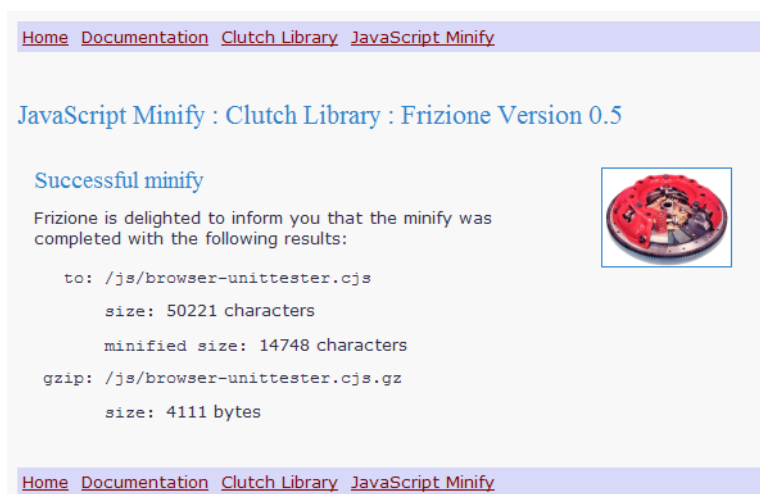 Home Documentation Clutch Library JavaScript Minify
JavaScript Minify : Clutch Library : Frizione Version 0.5
Successful minify
Frizione is delighted to inform you that the minify was
completed with the following results:
to: /js/browser-unittester.cjs
size: 50221 characters
minified size: 14748 characters
gzip: /js/browser-unittester.cjs.gz
size: 4111 bytes
Home Documentation Clutch Library JavaScript Minify